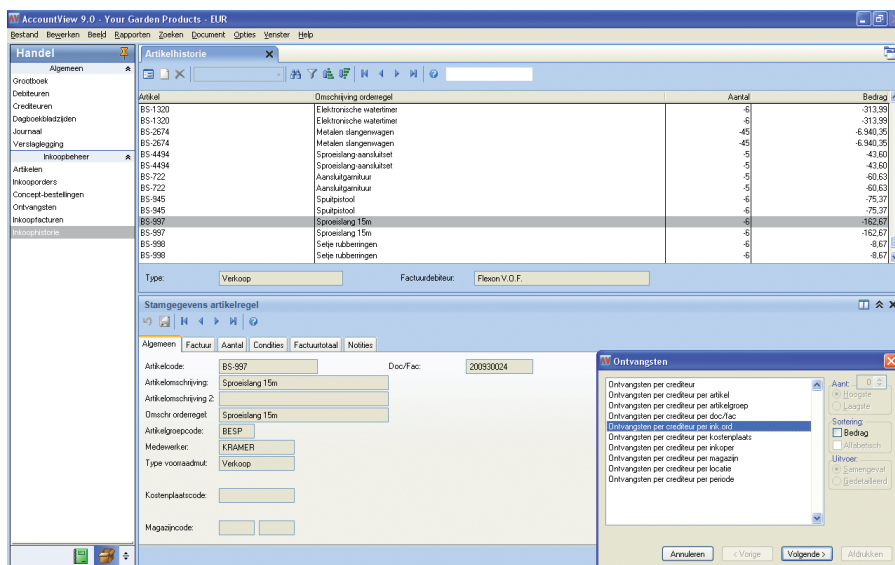 AccountView 9.0 - Your Garden Products - EUR
Bestand Bewerken Beeld Rapporten Zoeken Document Opties Venster Help
Handel
Algemeen
Grootboek
Debiteuren
Crediteuren
Dagboekbladzijden
Journaal
Verslaglegging
Inkoopbeheer
Artikelen
Inkooporders
Concept-bestellingen
Ontvangsten
Inkoopfacturen
Inkoophistorie
Artikelhistorie
Artikel Omschrijving orderregel Aantal Bedrag
BS-1320 Elektronische watertimer -6 -313,99
BS-1320 Elektronische watertimer -6 -313,99
BS-2674 Metalen slangenwagen -45 -6.940,35
BS-2674 Metalen slangenwagen -45 -6.940,35
BS-4494 Sproeislang-aansluitset -5 -43,60
BS-4494 Sproeislang-aansluitset -5 -43,60
BS-722 Aansluitgarnituur -5 -60,63
BS-722 Aansluitgarnituur -5 -60,63
BS-945 Spuitpistool -6 -75,37
BS-945 Spuitpistool -6 -75,37
BS-997 Sproeislang 15m -6 -162,67
BS-997 Sproeislang 15m -6 -162,67
BS-998 Setje rubberringen -6 -8,67
BS-998 Setje rubberringen -6 -8,67
Type: Verkoop Factuurdebiteur: Flexon V.O.F.
Stamgegevens artikelregel
Algemeen Factuur Aantal Condities Factuurtotaal Notities
Artikelcode: BS-997 Doc/Fac: 200930024
Artikelomschrijving: Sproeislang 15m
Artikelomschrijving 2:
Omschr orderregel: Sproeislang 15m
Artikelgroepcode: BESP
Medewerker: KRAMER
Type voorraadmut: Verkoop
Kostenplaatscode:
Magazijncode:
Ontvangsten
Ontvangsten per crediteur
Ontvangsten per crediteur per artikel
Ontvangsten per crediteur per artikelgroep
Ontvangsten per crediteur per doc/fac
Ontvangsten per crediteur per ink.ord
Ontvangsten per crediteur per kostenplaats
Ontvangsten per crediteur per inkoper
Ontvangsten per crediteur per magazijn
Ontvangsten per crediteur per locatie
Ontvangsten per crediteur per periode
Aant: 0
Hoogste
Laagste
Sortering:
Bedrag
Alfabetisch
Uitvoer:
Samengevat
Gedetailleerd
Annuleren < Vorige Volgende > Afdrukken